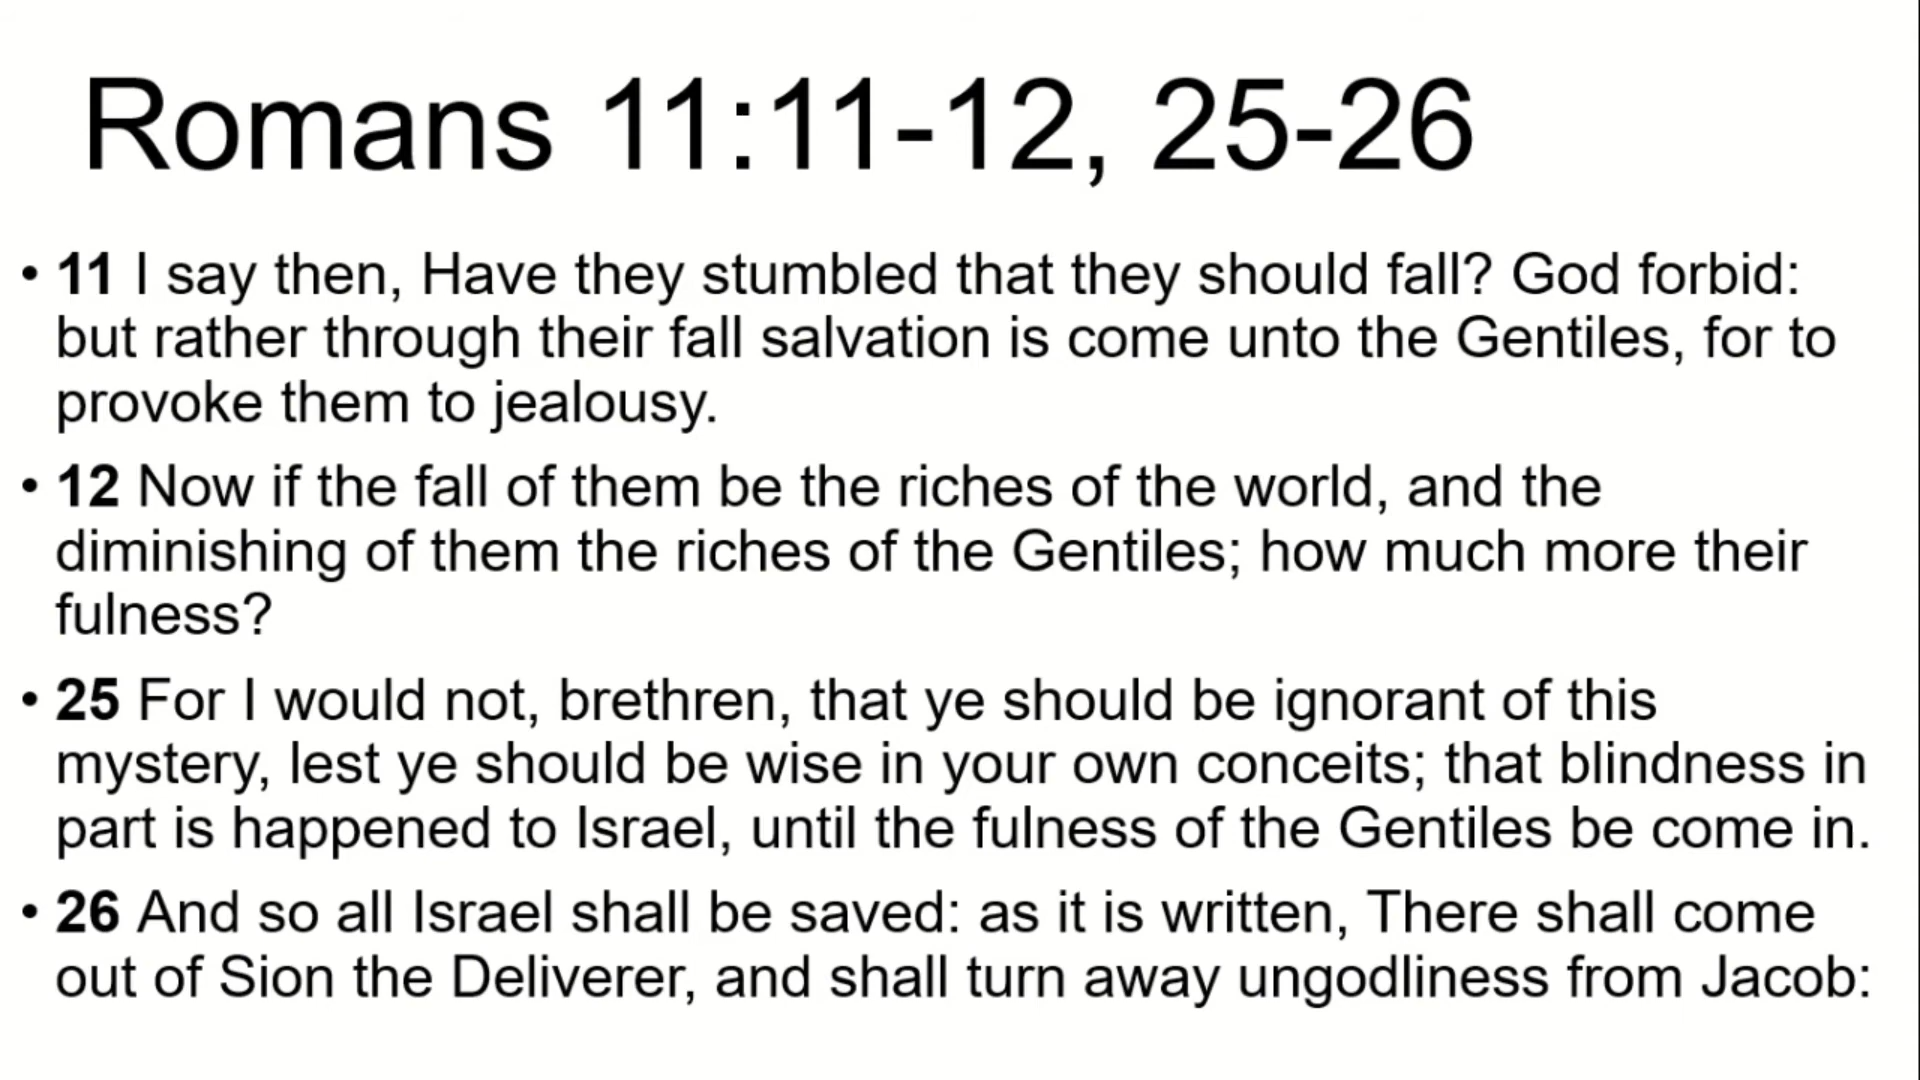 Romans 11:11-12, 25-26
• 11 I say then, Have they stumbled that they should fall? God forbid:
but rather through their fall salvation is come unto the Gentiles, for to
provoke them to jealousy.
• 12 Now if the fall of them be the riches of the world, and the
diminishing of them the riches of the Gentiles; how much more their
fulness?
• 25 For I would not, brethren, that ye should be ignorant of this
mystery, lest ye should be wise in your own conceits; that blindness in
part is happened to Israel, until the fulness of the Gentiles be come in.
• 26 And so all Israel shall be saved: as it is written, There shall come
out of Sion the Deliverer, and shall turn away ungodliness from Jacob: